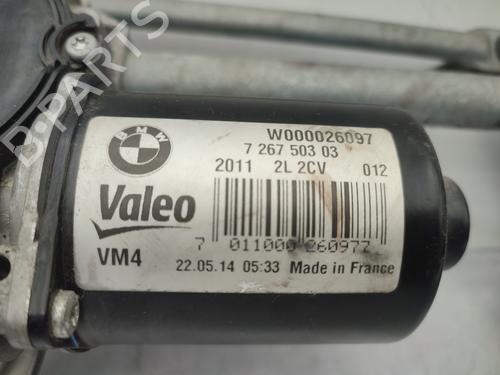 BMW
W000026097
7 267 503 03
2011 2L 2CV 012
Valeo
7 011000 260977
VM4
22.05.14 05:33 Made in France